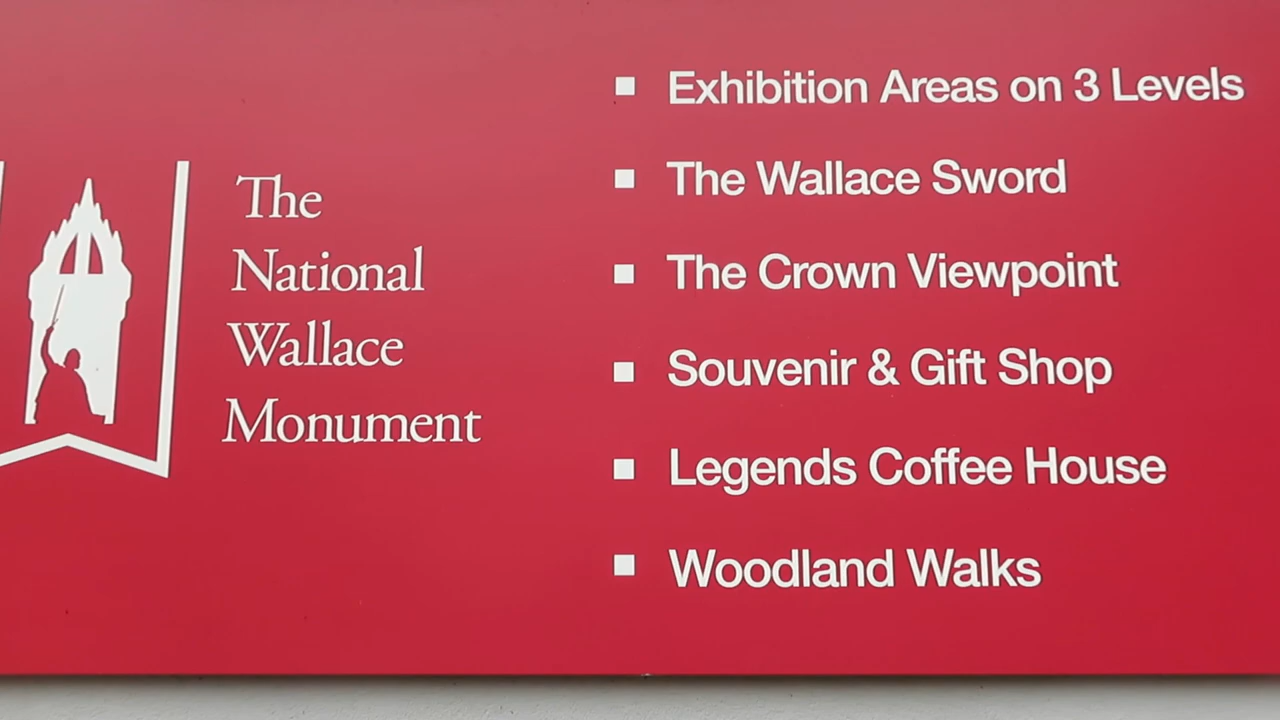 The
National
Wallace
Monument
Exhibition Areas on 3 Levels
The Wallace Sword
The Crown Viewpoint
Souvenir & Gift Shop
Legends Coffee House
Woodland Walks